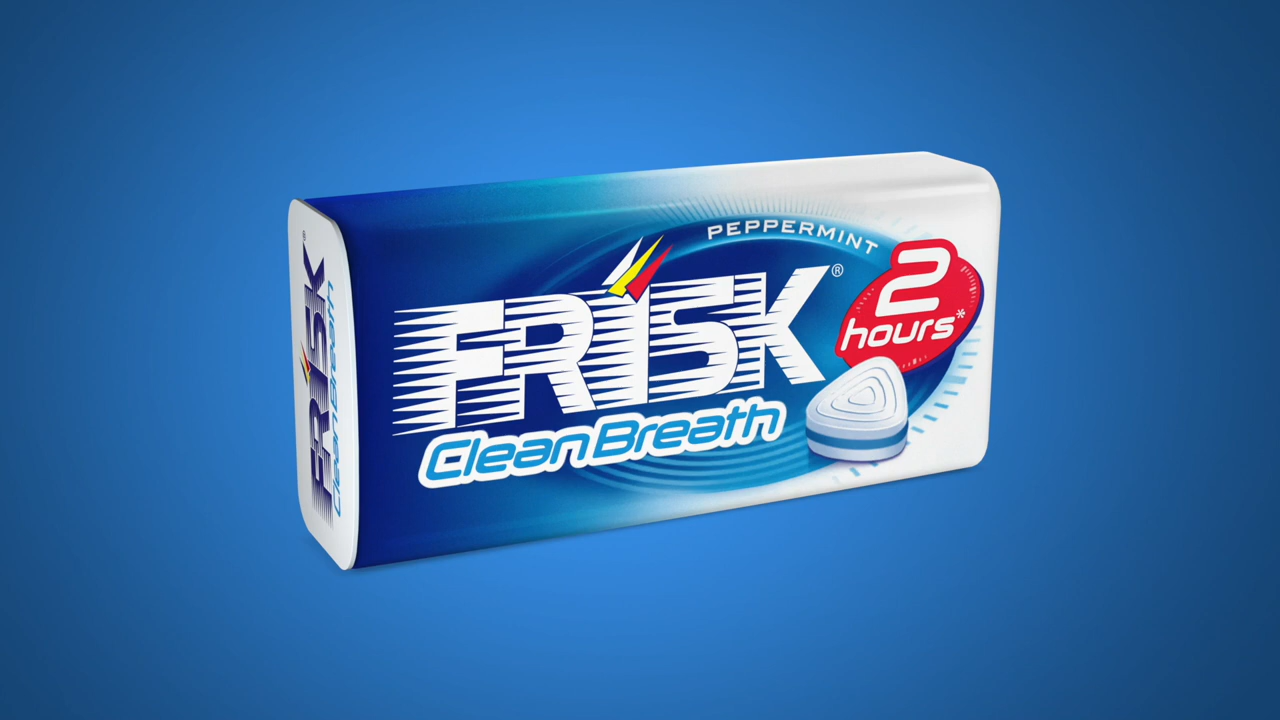 PEPPERMINT
FRISK®
2
hours*
CleanBreath
FRISK®
CleanBreath